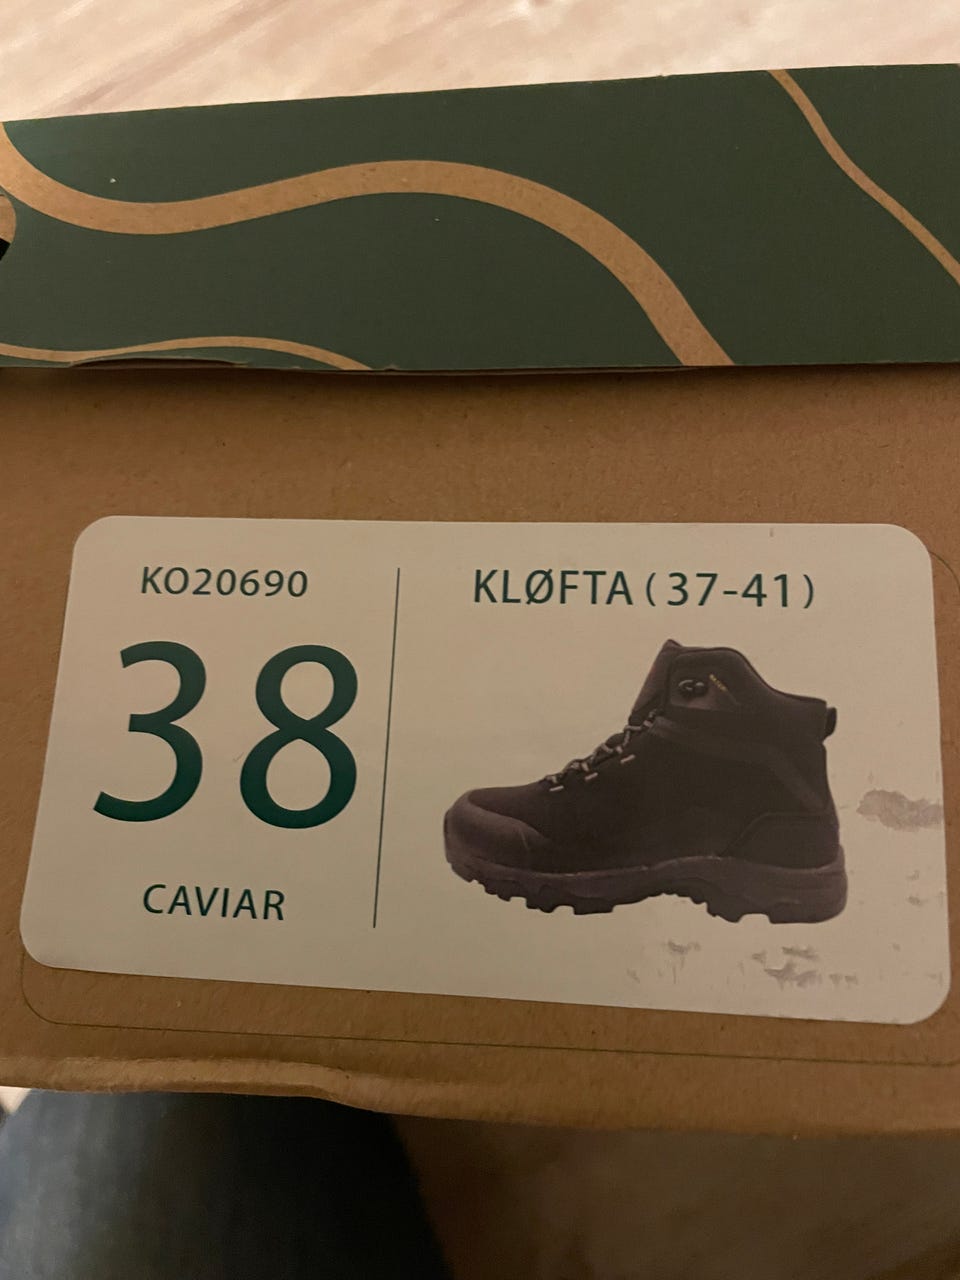 KO20690
38
CAVIAR
KLØFTA (37-41)